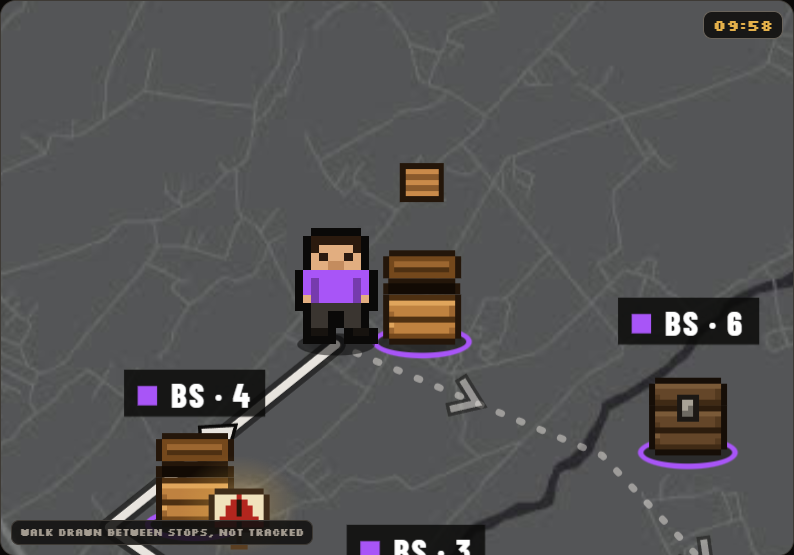 09:58
BS · 6
BS · 4
WALK DRAWN BETWEEN STOPS, NOT TRACKED
BS · 3